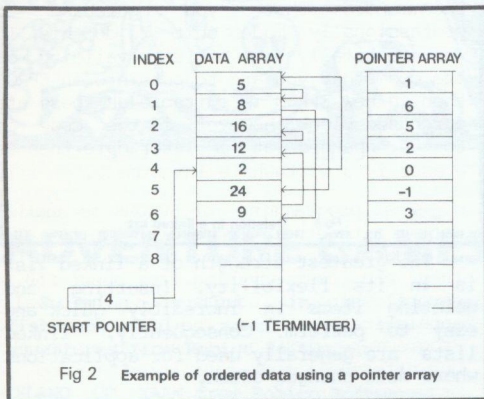 INDEX DATA ARRAY POINTER ARRAY
0 5 1
1 8 6
2 16 5
3 12 2
4 2 0
5 24 -1
6 9 3
7
8
4
START POINTER (-1 TERMINATER)
Fig 2 Example of ordered data using a pointer array